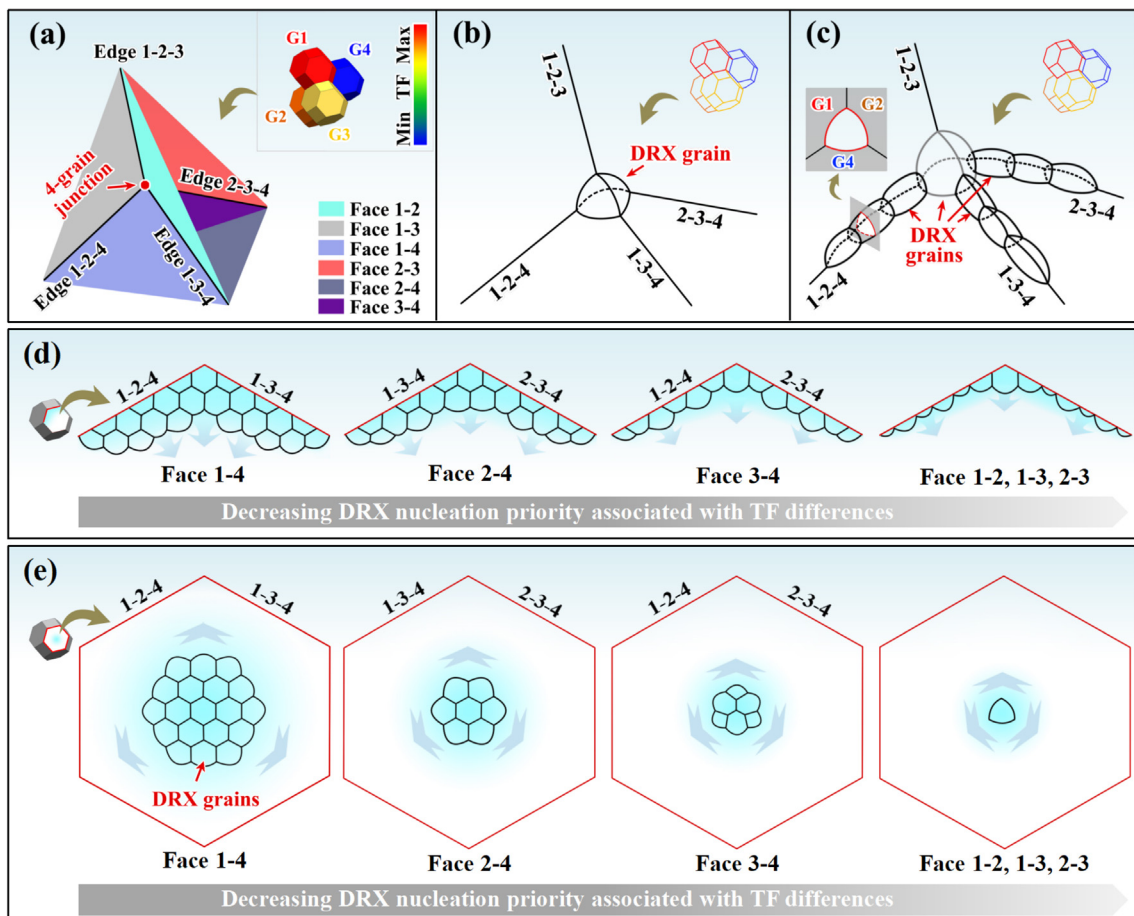 (a)
Edge 1-2-3
G1
G4
G2
G3
Min TF Max
4-grain
junction
Edge 2-3-4
Edge 1-2-4
Edge 1-3-4
Face 1-2
Face 1-3
Face 1-4
Face 2-3
Face 2-4
Face 3-4
(b)
1-2-3
DRX grain
2-3-4
1-2-4
1-3-4
(c)
1-2-3
G1
G2
G4
DRX
grains
2-3-4
1-2-4
1-3-4
(d)
1-2-4
1-3-4
1-3-4
2-3-4
1-2-4
2-3-4
Face 1-4
Face 2-4
Face 3-4
Face 1-2, 1-3, 2-3
Decreasing DRX nucleation priority associated with TF differences
(e)
1-2-4
1-3-4
1-3-4
2-3-4
1-2-4
2-3-4
DRX grains
Face 1-4
Face 2-4
Face 3-4
Face 1-2, 1-3, 2-3
Decreasing DRX nucleation priority associated with TF differences